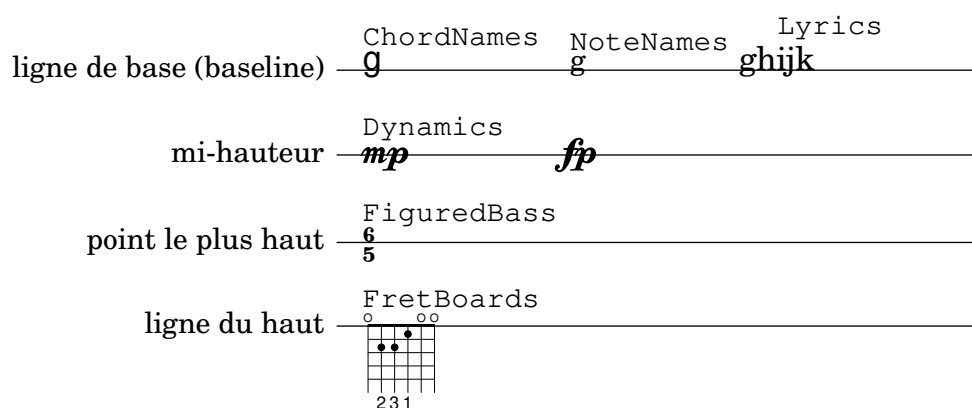 ChordNames NoteNames Lyrics
ligne de base (baseline) g g ghijk
Dynamics
mi-hauteur mp fp
FiguredBass
point le plus haut 6
5
FretBoards
ligne du haut o o o
231